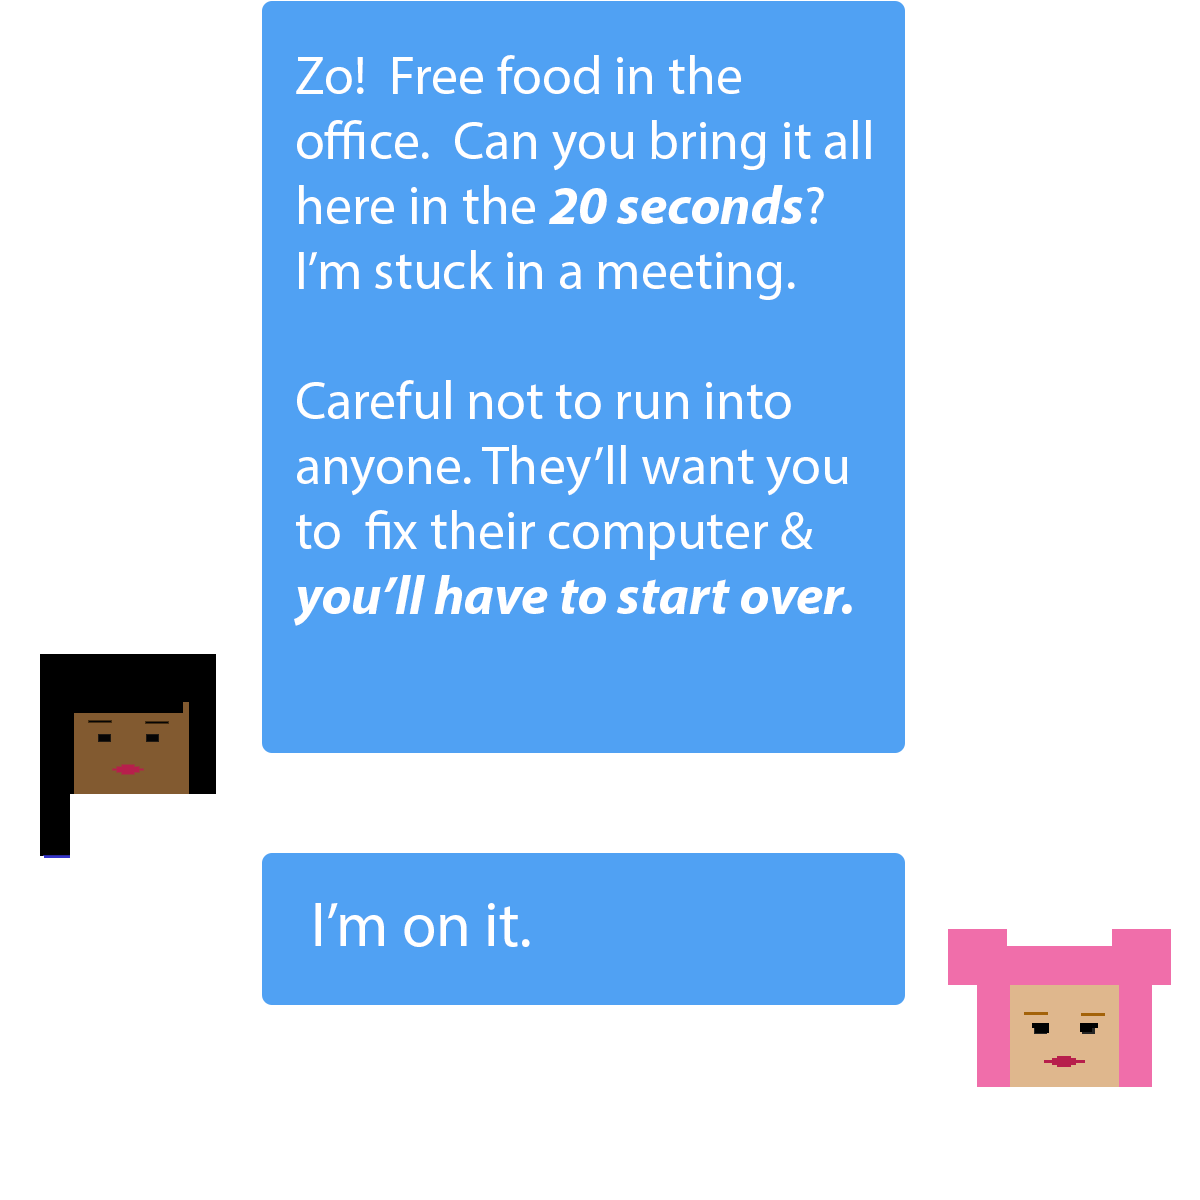 Zo!  Free food in the
office.  Can you bring it all
here in the 20 seconds?
I’m stuck in a meeting.
Careful not to run into
anyone. They’ll want you
to  fix their computer &
you’ll have to start over.
I’m on it.